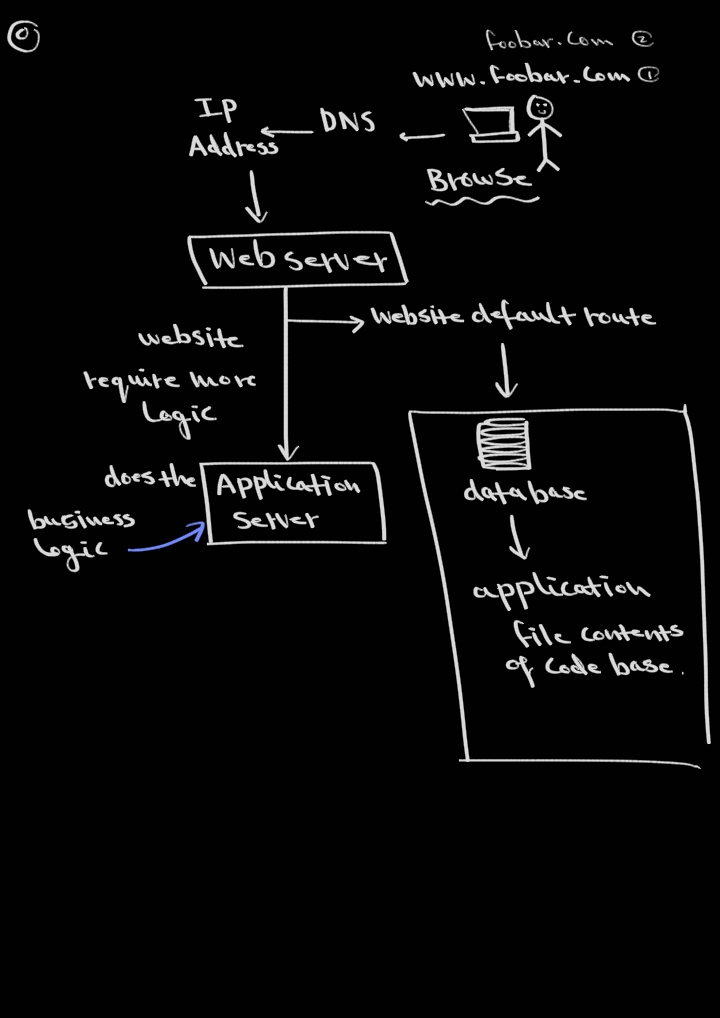 0
foobar.com ②
www.foobar.com ①
IP
Address
DNS
Browse
Web server
website default route
website
require more
logic
does the
Application
server
business
logic
database
application
file contents
of code base.